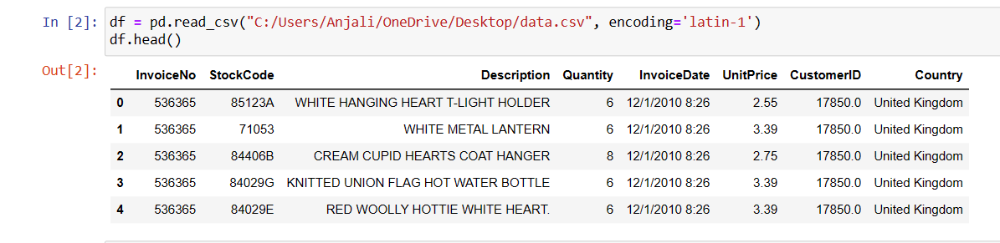 In [2]: df = pd.read_csv("C:/Users/Anjali/OneDrive/Desktop/data.csv", encoding='latin-1')
df.head()
Out[2]:
InvoiceNo StockCode Description Quantity InvoiceDate UnitPrice CustomerID Country
0 536365 85123A WHITE HANGING HEART T-LIGHT HOLDER 6 12/1/2010 8:26 2.55 17850.0 United Kingdom
1 536365 71053 WHITE METAL LANTERN 6 12/1/2010 8:26 3.39 17850.0 United Kingdom
2 536365 84406B CREAM CUPID HEARTS COAT HANGER 8 12/1/2010 8:26 2.75 17850.0 United Kingdom
3 536365 84029G KNITTED UNION FLAG HOT WATER BOTTLE 6 12/1/2010 8:26 3.39 17850.0 United Kingdom
4 536365 84029E RED WOOLLY HOTTIE WHITE HEART. 6 12/1/2010 8:26 3.39 17850.0 United Kingdom